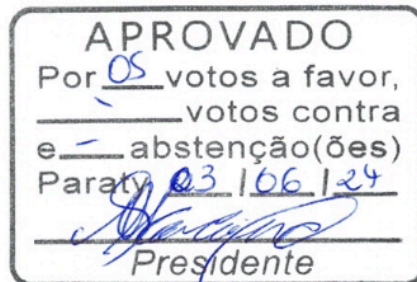 APROVADO
Por 05 votos a favor,
- votos contra
e - abstenção(ões)
Paraty, 03 / 06 / 24
Presidente